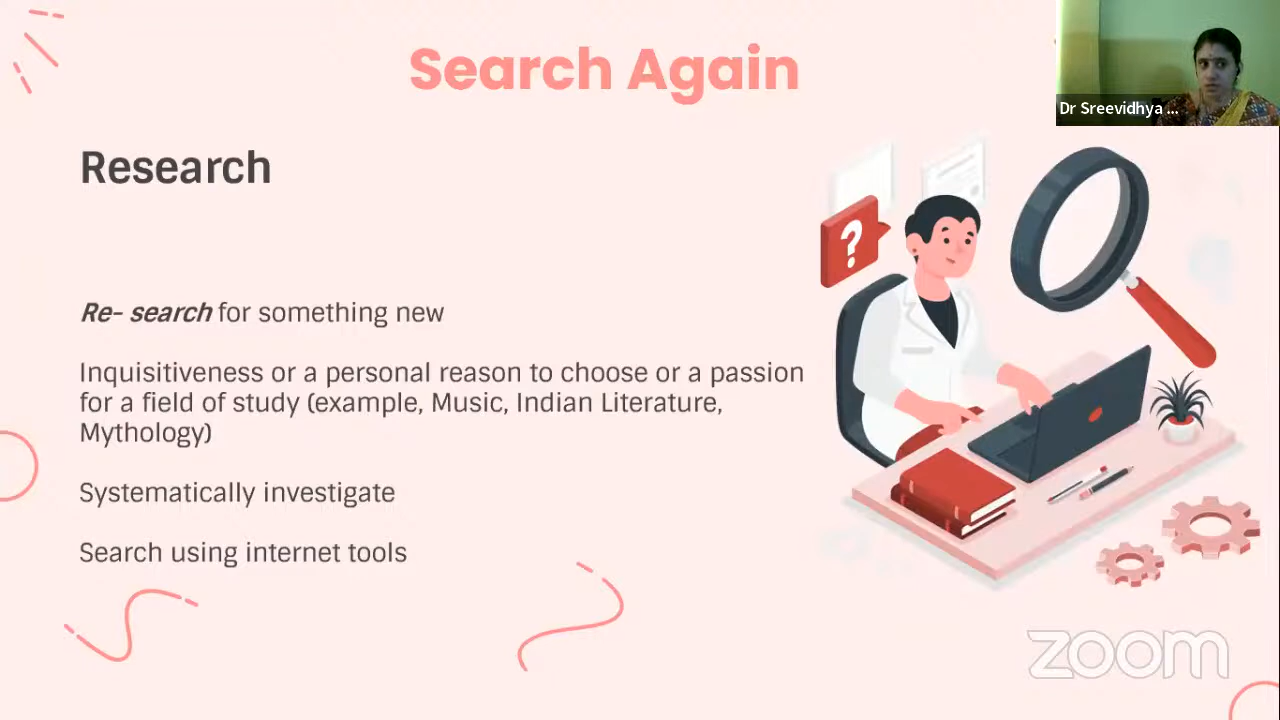 Search Again
Dr Sreevidhya ...
Research
?
Re- search for something new
Inquisitiveness or a personal reason to choose or a passion
for a field of study (example, Music, Indian Literature,
Mythology)
Systematically investigate
Search using internet tools
zoom